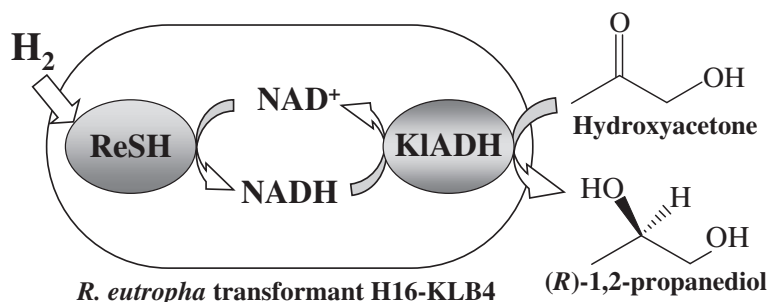 H₂
ReSH
NAD⁺
NADH
KlADH
O
OH
Hydroxyacetone
HO
H
OH
(R)-1,2-propanediol
R. eutropha transformant H16-KLB4